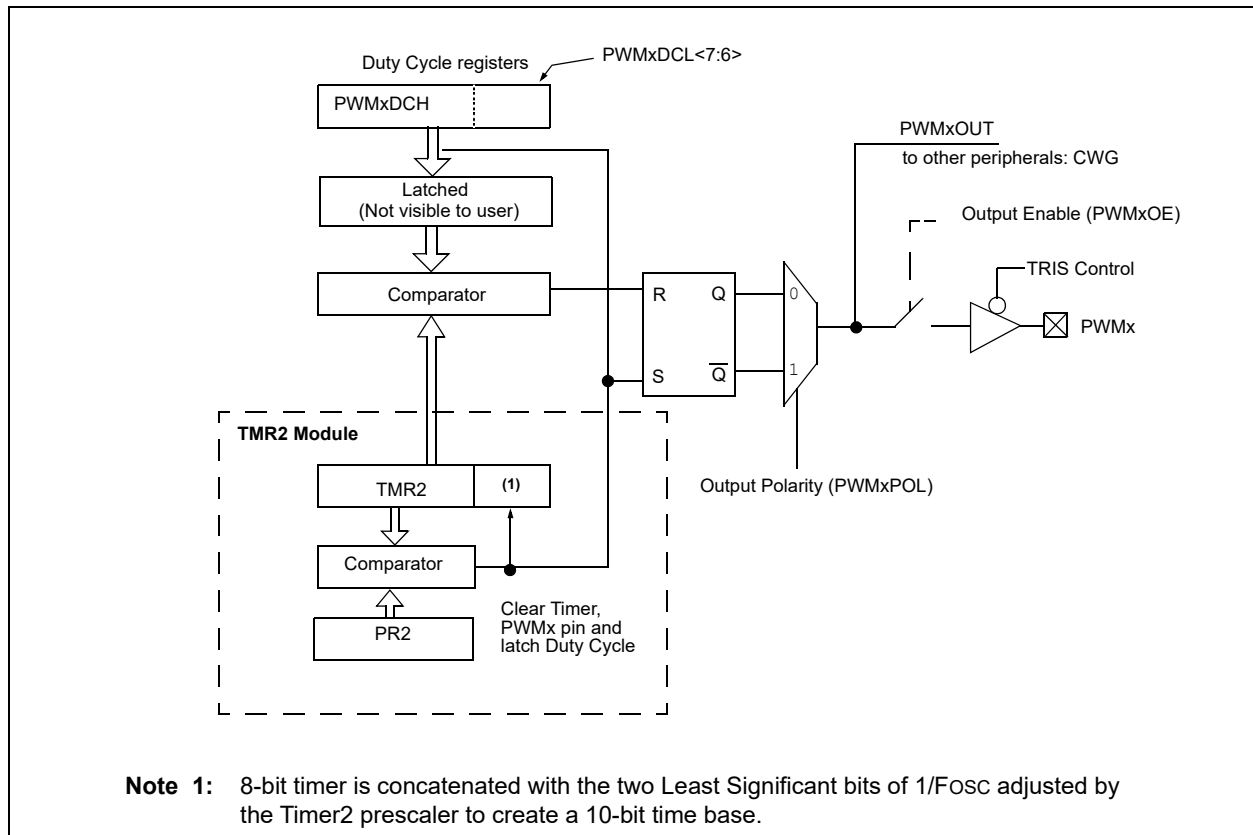 Duty Cycle registers
PWMxDCL<7:6>
PWMxDCH
PWMxOUT
to other peripherals: CWG
Latched
(Not visible to user)
Output Enable (PWMxOE)
TRIS Control
Comparator
R
Q
0
PWMx
S
Q
1
TMR2 Module
TMR2
(1)
Output Polarity (PWMxPOL)
Comparator
Clear Timer,
PWMx pin and
latch Duty Cycle
PR2
Note 1: 8-bit timer is concatenated with the two Least Significant bits of 1/FOSC adjusted by
the Timer2 prescaler to create a 10-bit time base.